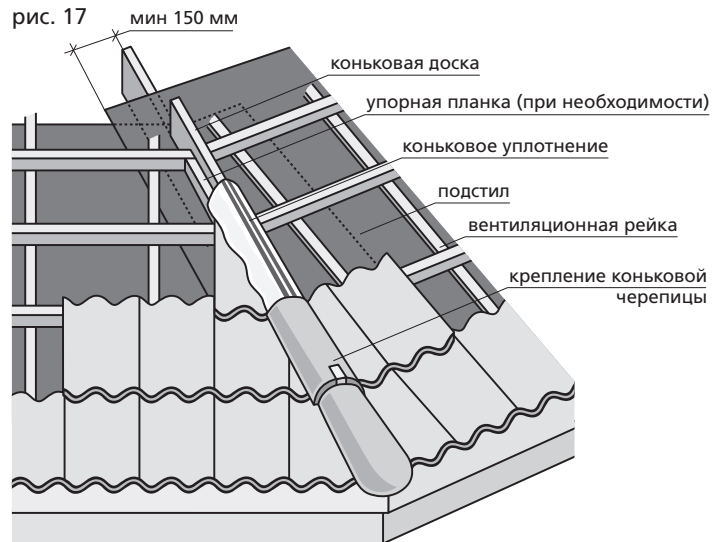 рис. 17
мин 150 мм
коньковая доска
упорная планка (при необходимости)
коньковое уплотнение
подстил
вентиляционная рейка
крепление коньковой
черепицы